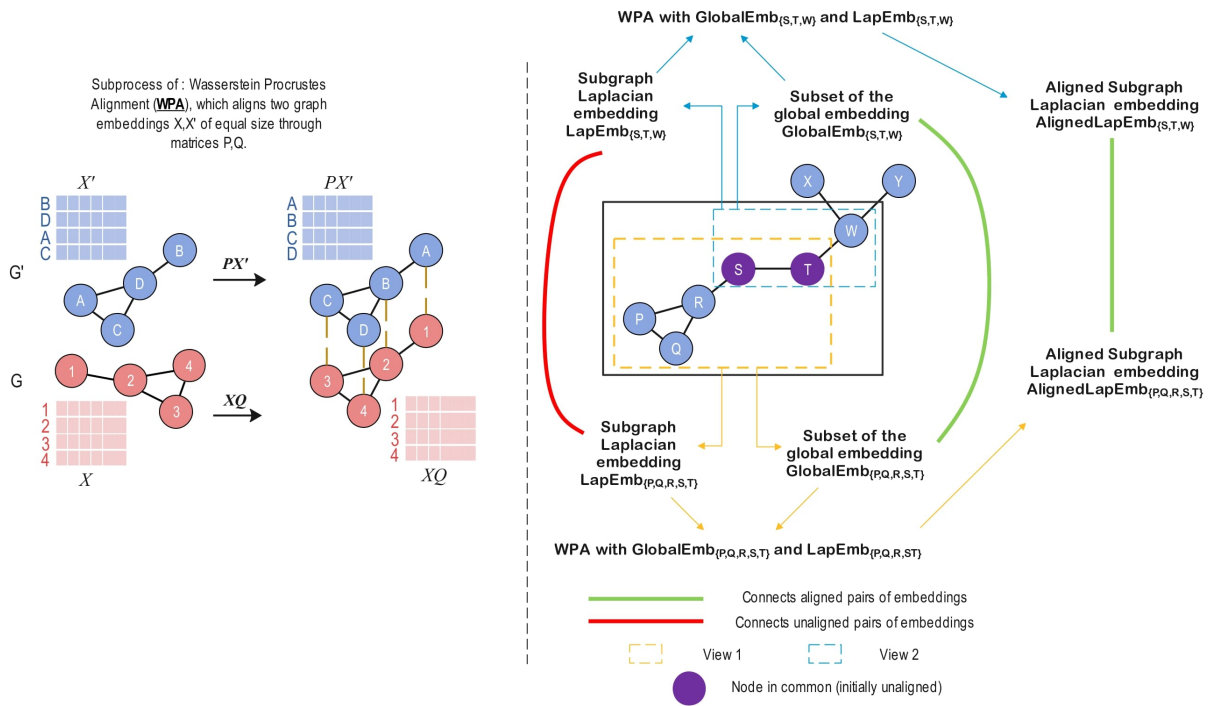 Subprocess of : Wasserstein Procrustes
Alignment (WPA), which aligns two graph
embeddings X,X' of equal size through
matrices P,Q.
X'
B
D
A
C
G'
B
D
A
C
PX'
PX'
A
B
C
D
A
B
C
D
1
2
3
4
G
1
2
4
3
1
2
3
4
X
XQ
1
2
3
4
XQ
WPA with GlobalEmb{S,T,W} and LapEmb{S,T,W}
Subgraph
Laplacian
embedding
LapEmb{S,T,W}
Subset of the
global embedding
GlobalEmb{S,T,W}
Aligned Subgraph
Laplacian embedding
AlignedLapEmb{S,T,W}
X
Y
W
S
T
R
P
Q
Aligned Subgraph
Laplacian embedding
AlignedLapEmb{P,Q,R,S,T}
Subgraph
Laplacian
embedding
LapEmb{P,Q,R,S,T}
Subset of the
global embedding
GlobalEmb{P,Q,R,S,T}
WPA with GlobalEmb{P,Q,R,S,T} and LapEmb{P,Q,R,ST}
Connects aligned pairs of embeddings
Connects unaligned pairs of embeddings
View 1
View 2
Node in common (initially unaligned)